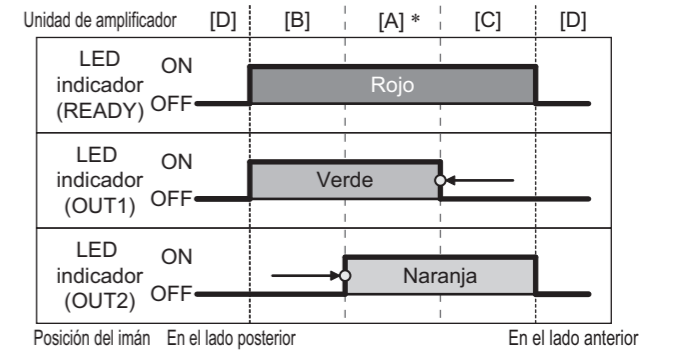 Unidad de amplificador [D] [B] [A] * [C] [D]
LED
indicador
(READY)
ON
OFF
Rojo
LED
indicador
(OUT1)
ON
OFF
Verde
LED
indicador
(OUT2)
ON
OFF
Naranja
Posición del imán En el lado posterior En el lado anterior